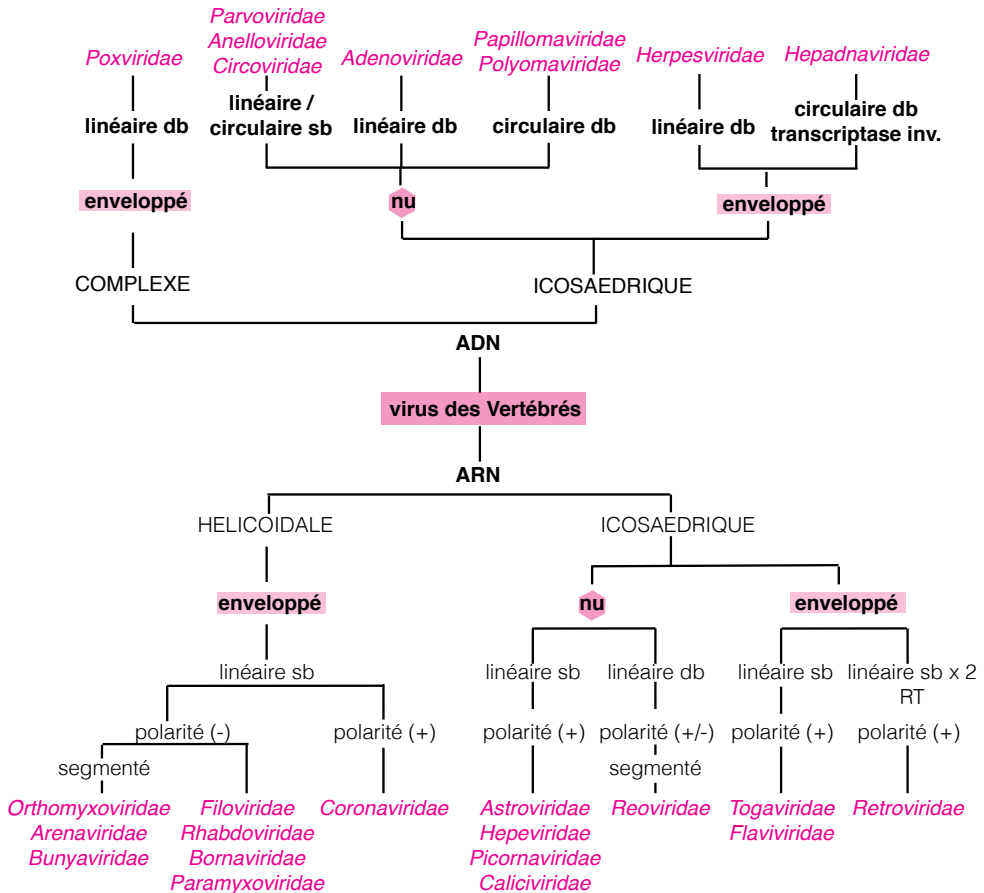 Parvoviridae
Anelloviridae
Circoviridae
Papillomaviridae
Polyomaviridae
Poxviridae
Adenoviridae
Herpesviridae
Hepadnaviridae
linéaire db
linéaire /
circulaire sb
linéaire db
circulaire db
linéaire db
circulaire db
transcriptase inv.
enveloppé
nu
enveloppé
COMPLEXE
ICOSAEDRIQUE
ADN
virus des Vertébrés
ARN
HELICOIDALE
ICOSAEDRIQUE
enveloppé
nu
enveloppé
linéaire sb
linéaire sb
linéaire db
linéaire sb
linéaire sb x 2
RT
polarité (-)
polarité (+)
polarité (+)
polarité (+/-)
polarité (+)
polarité (+)
segmenté
segmenté
Orthomyxoviridae
Arenaviridae
Bunyaviridae
Filoviridae
Rhabdoviridae
Bornaviridae
Paramyxoviridae
Coronaviridae
Astroviridae
Hepeviridae
Picornaviridae
Caliciviridae
Reoviridae
Togaviridae
Flaviviridae
Retroviridae